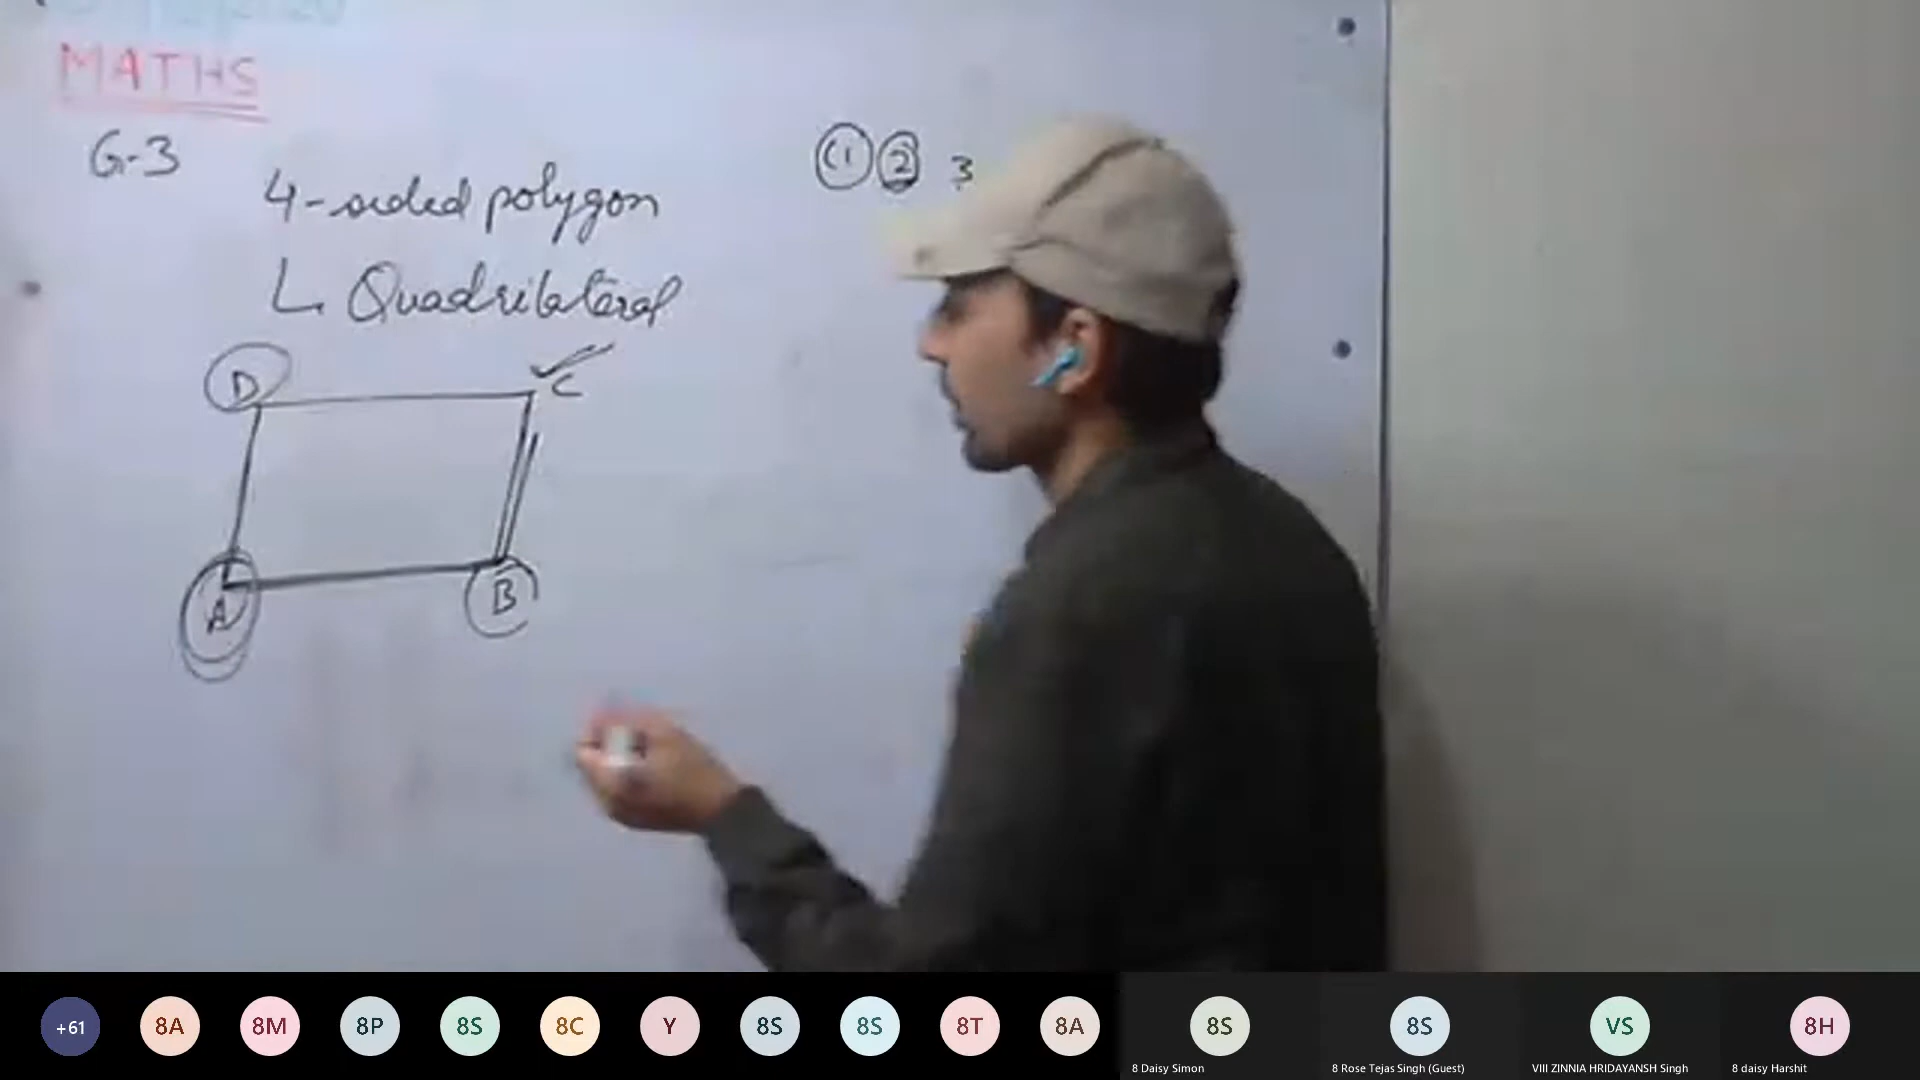 MATHS
G-3
4-sided polygon
Quadrilateral
(1 2 3
D C
A B
+61 8A 8M 8P 8S 8C Y 8S 8S 8T 8A 8S 8S VS 8H
8 Daisy Simon 8 Rose Tejas Singh (Guest) VIII ZINNIA HRIDAYANSH Singh 8 daisy Harshit